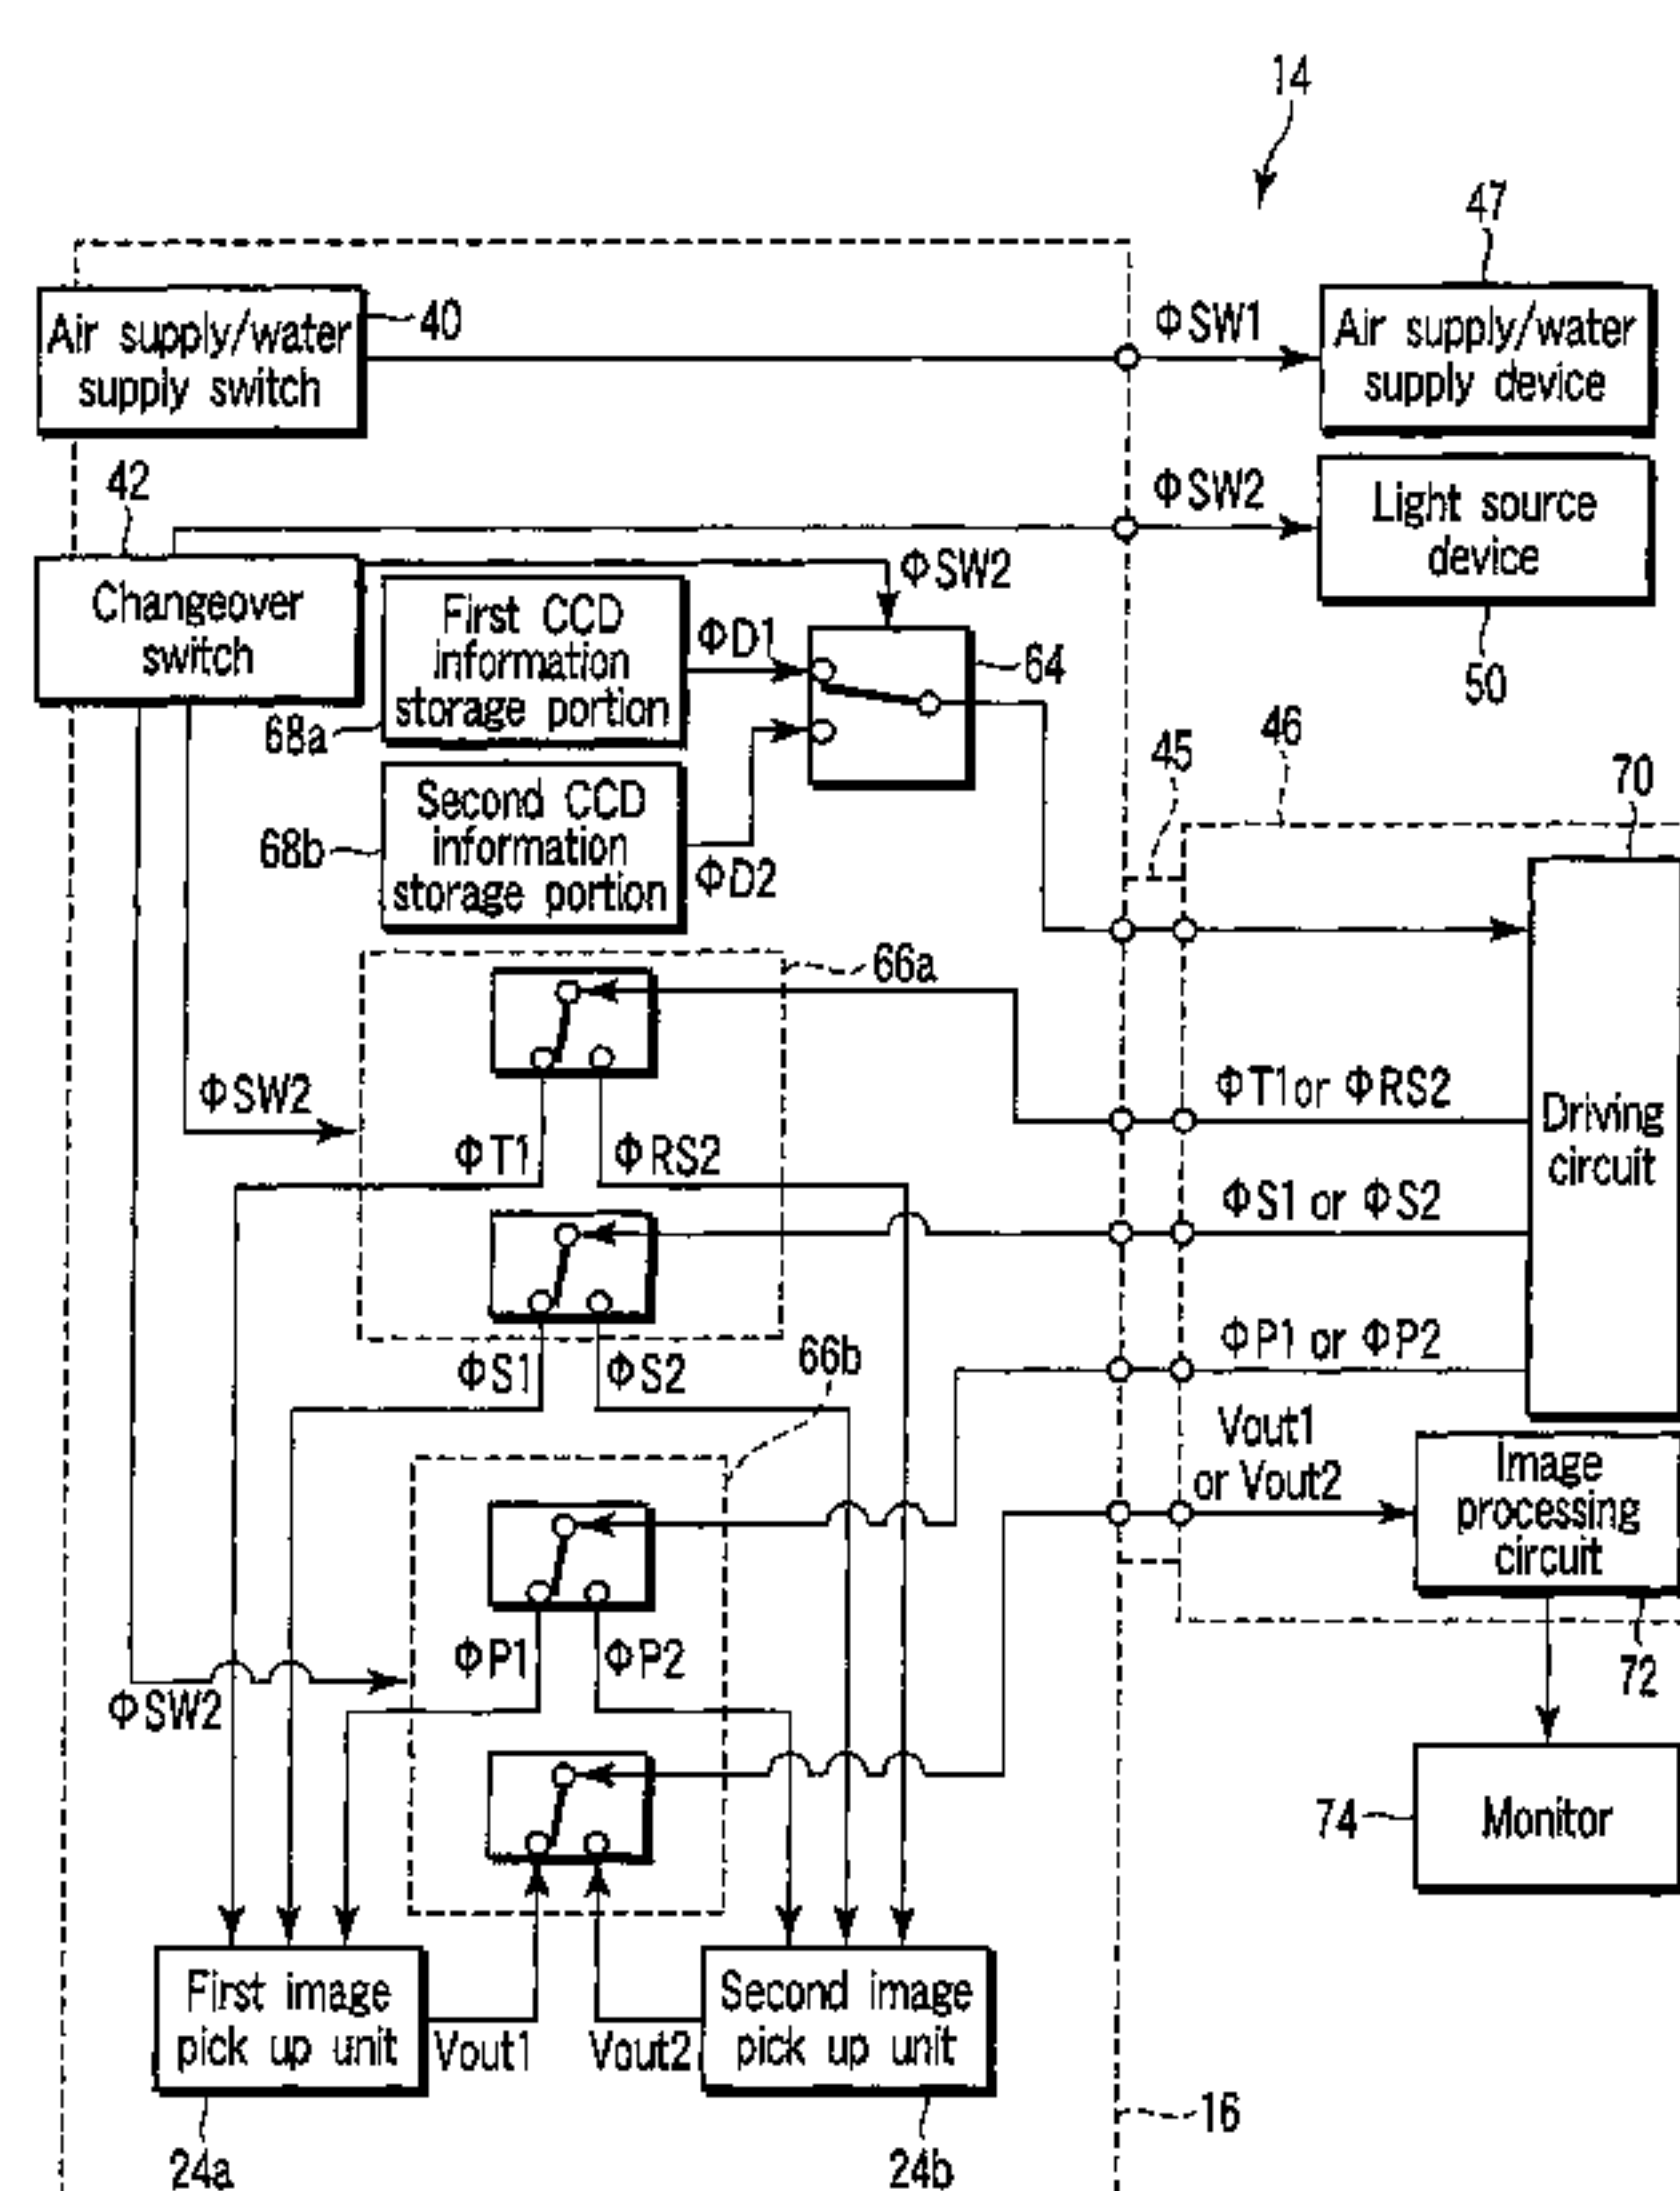 14
47
Air supply/water
supply switch
40
ΦSW1
Air supply/water
supply device
42
ΦSW2
Light source
device
50
Changeover
switch
ΦSW2
First CCD
information
storage portion
68a
ΦD1
64
Second CCD
information
storage portion
68b
ΦD2
45
46
70
66a
ΦSW2
ΦT1
ΦRS2
ΦT1or ΦRS2
Driving
circuit
ΦS1 or ΦS2
ΦP1 or ΦP2
ΦS1
ΦS2
66b
Vout1
or Vout2
Image
processing
circuit
72
ΦP1
ΦP2
ΦSW2
74
Monitor
First image
pick up unit
Vout1
Vout2
Second image
pick up unit
16
24a
24b